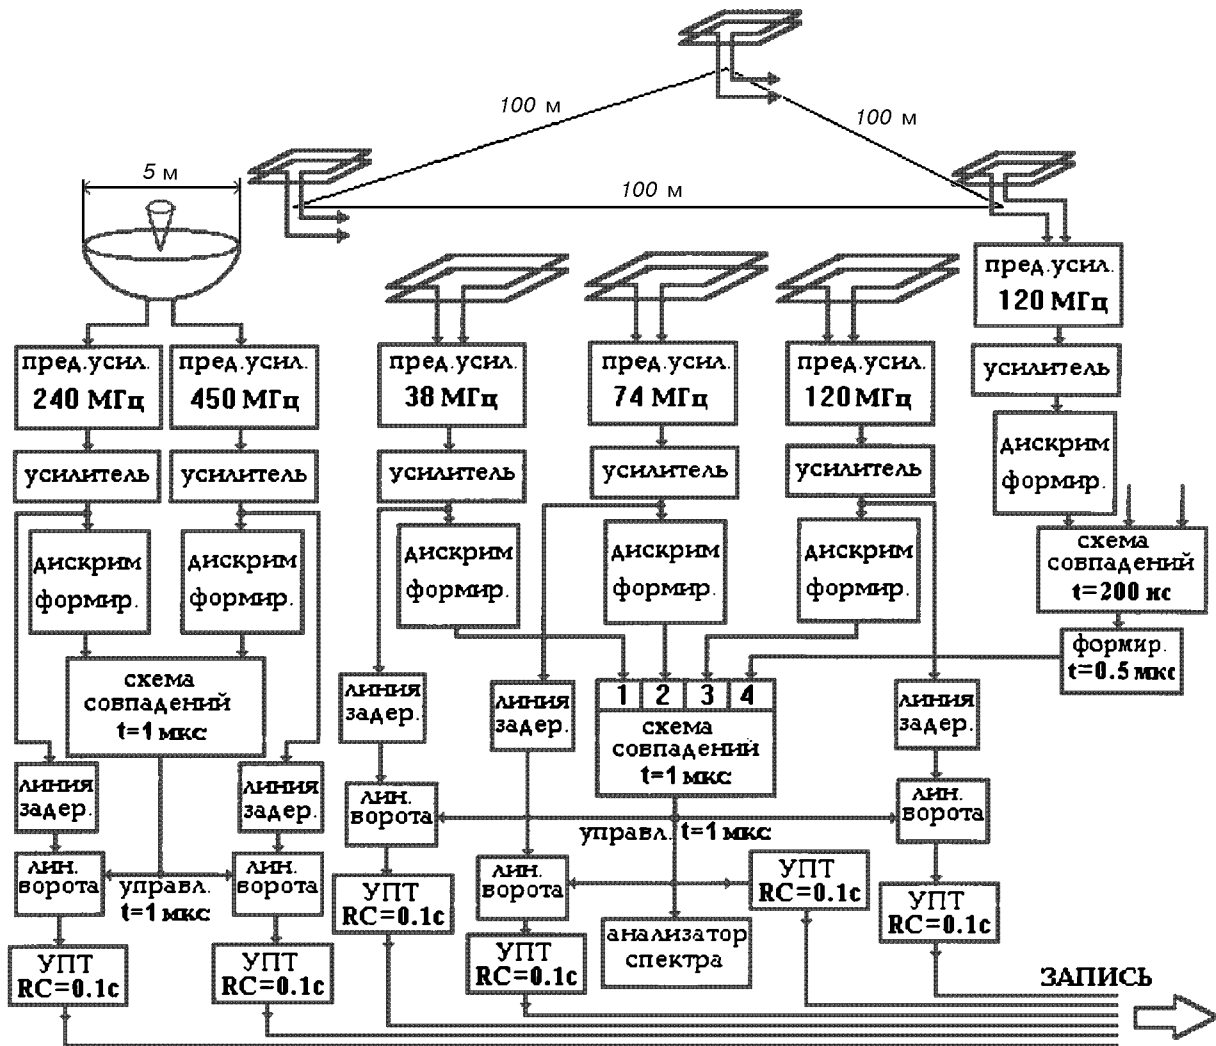 100 м
100 м
5 м
100 м
пред.усил.
120 МГц
пред.усил.
240 МГц
пред.усил.
450 МГц
пред.усил.
38 МГц
пред.усил.
74 МГц
пред.усил.
120 МГц
усилитель
усилитель
усилитель
усилитель
усилитель
усилитель
дискрим
формир.
дискрим
формир.
дискрим
формир.
дискрим
формир.
дискрим
формир.
дискрим
формир.
схема
совпадений
t=200 нс
формир.
t=0.5 мкс
схема
совпадений
t=1 мкс
линия
задер.
линия
задер.
1 2 3 4
схема
совпадений
t=1 мкс
линия
задер.
линия
задер.
линия
задер.
лин.
ворота
лин.
ворота
управл. t=1 мкс
лин.
ворота
управл.
t=1 мкс
лин.
ворота
лин.
ворота
УПТ
RC=0.1с
УПТ
RC=0.1с
УПТ
RC=0.1с
анализатор
спектра
УПТ
RC=0.1с
УПТ
RC=0.1с
УПТ
RC=0.1с
ЗАПИСЬ